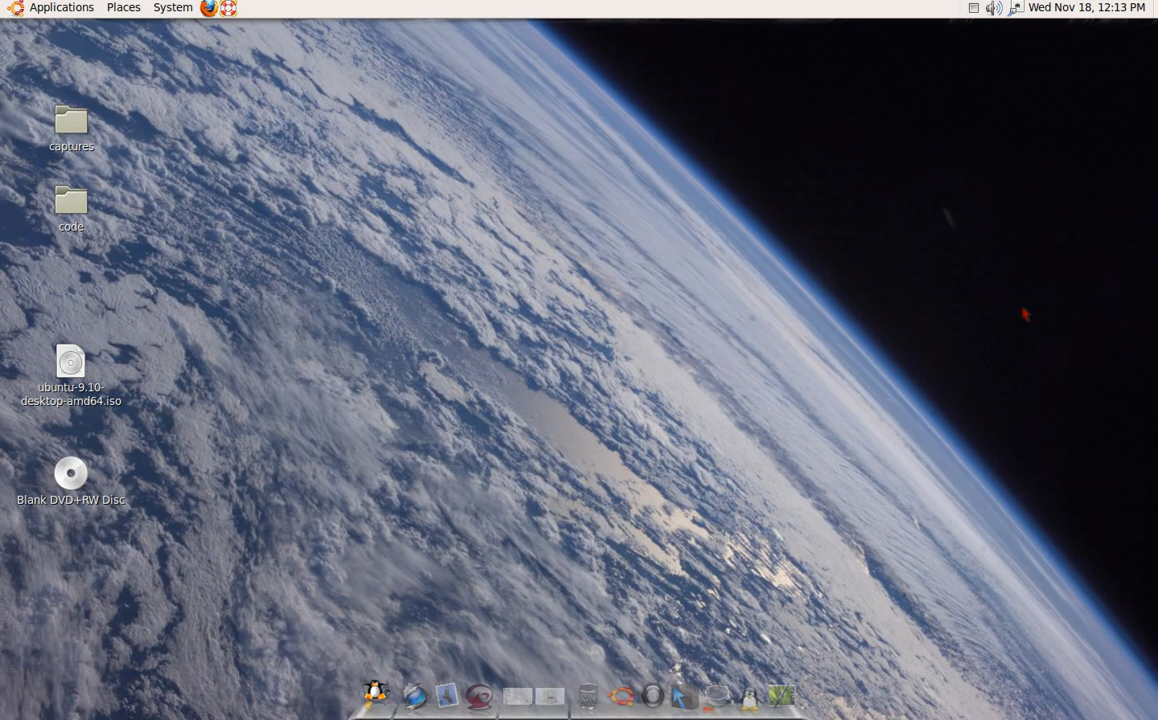 Applications Places System
Wed Nov 18, 12:13 PM
captures
code
ubuntu-9.10-
desktop-amd64.iso
Blank DVD+RW Disc